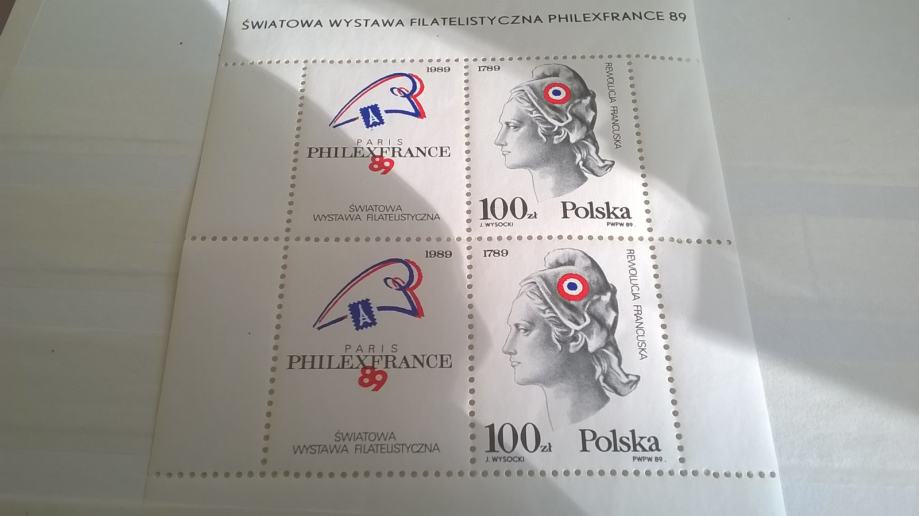 ŚWIATOWA WYSTAWA FILATELISTYCZNA PHILEXFRANCE 89
1989
PARIS
PHILEXFRANCE
89
ŚWIATOWA
WYSTAWA FILATELISTYCZNA
1789
REWOLUCJA FRANCUSKA
100zł Polska
J. WYSOCKI PWPW 89.
1989
PARIS
PHILEXFRANCE
89
ŚWIATOWA
WYSTAWA FILATELISTYCZNA
1789
REWOLUCJA FRANCUSKA
100zł Polska
J. WYSOCKI PWPW 89.